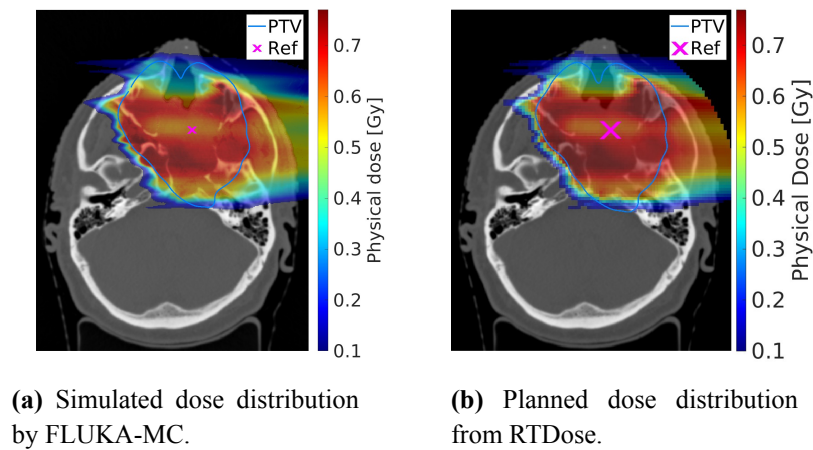 PTV
Ref
0.7
0.6
0.5
0.4
0.3
0.2
0.1
Physical dose [Gy]
PTV
Ref
0.7
0.6
0.5
0.4
0.3
0.2
0.1
Physical Dose [Gy]
(a) Simulated dose distribution
by FLUKA-MC.
(b) Planned dose distribution
from RTDose.